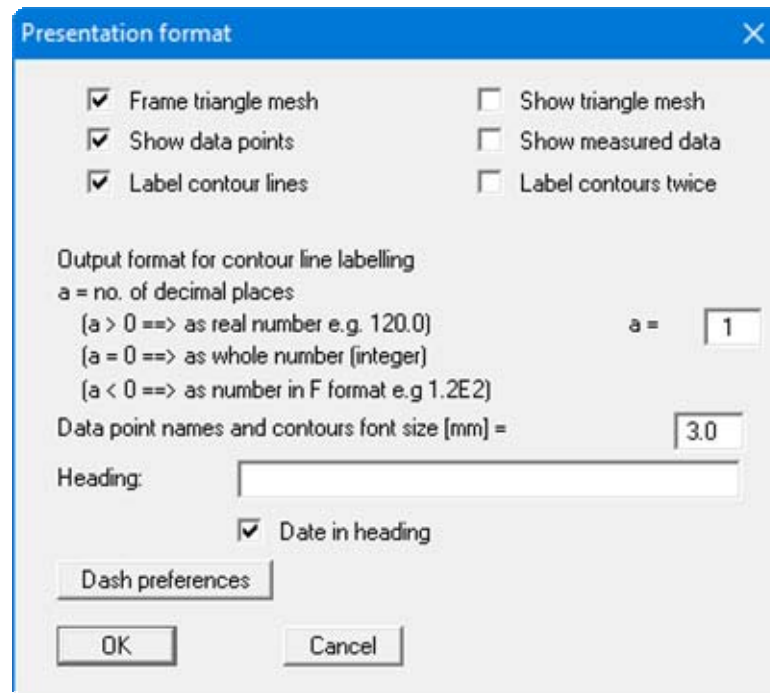 Presentation format
Frame triangle mesh
Show triangle mesh
Show data points
Show measured data
Label contour lines
Label contours twice
Output format for contour line labelling
a = no. of decimal places
(a > 0 ==> as real number e.g. 120.0)
a =
1
(a = 0 ==> as whole number (integer)
(a < 0 ==> as number in F format e.g 1.2E2)
Data point names and contours font size [mm] =
3.0
Heading:
Date in heading
Dash preferences
OK
Cancel